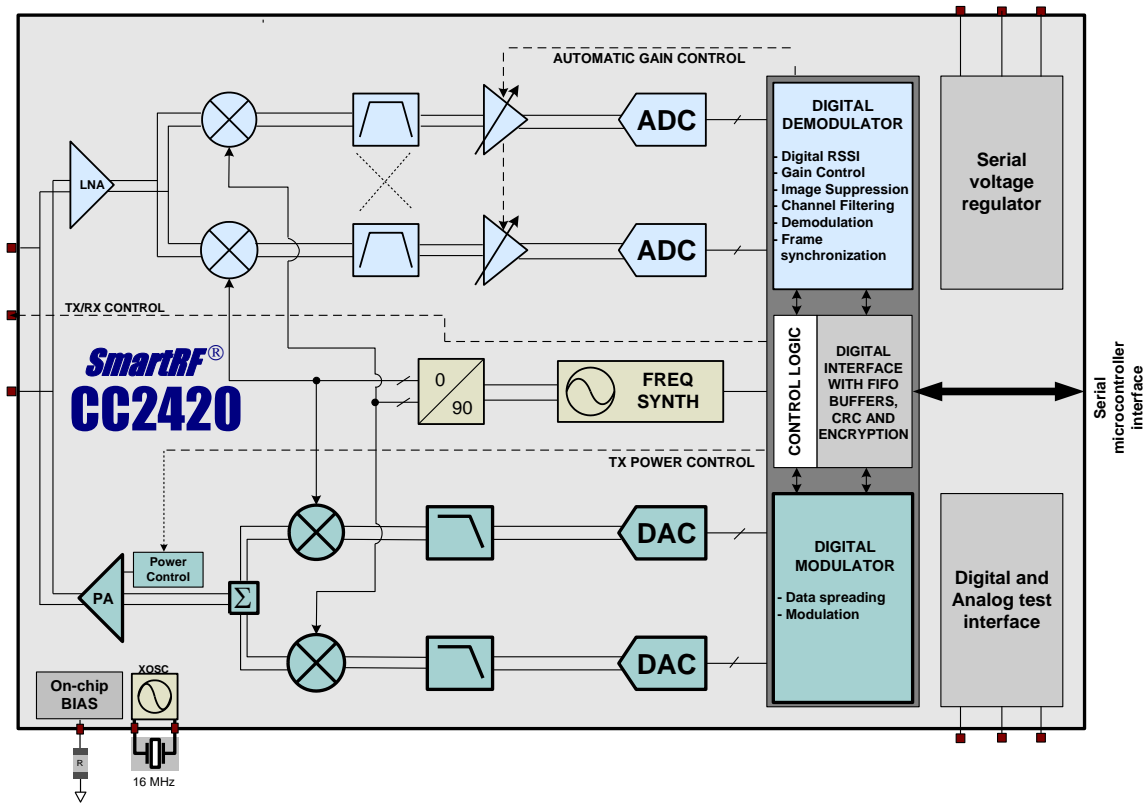 AUTOMATIC GAIN CONTROL
LNA
ADC
DIGITAL
DEMODULATOR
- Digital RSSI
- Gain Control
- Image Suppression
- Channel Filtering
- Demodulation
- Frame
synchronization
Serial
voltage
regulator
ADC
TX/RX CONTROL
SmartRF®
CC2420
0
90
FREQ
SYNTH
CONTROL LOGIC
DIGITAL
INTERFACE
WITH FIFO
BUFFERS,
CRC AND
ENCRYPTION
Serial
microcontroller
interface
TX POWER CONTROL
Power
Control
PA
Σ
DAC
DIGITAL
MODULATOR
- Data spreading
- Modulation
Digital and
Analog test
interface
DAC
On-chip
BIAS
XOSC
R
16 MHz